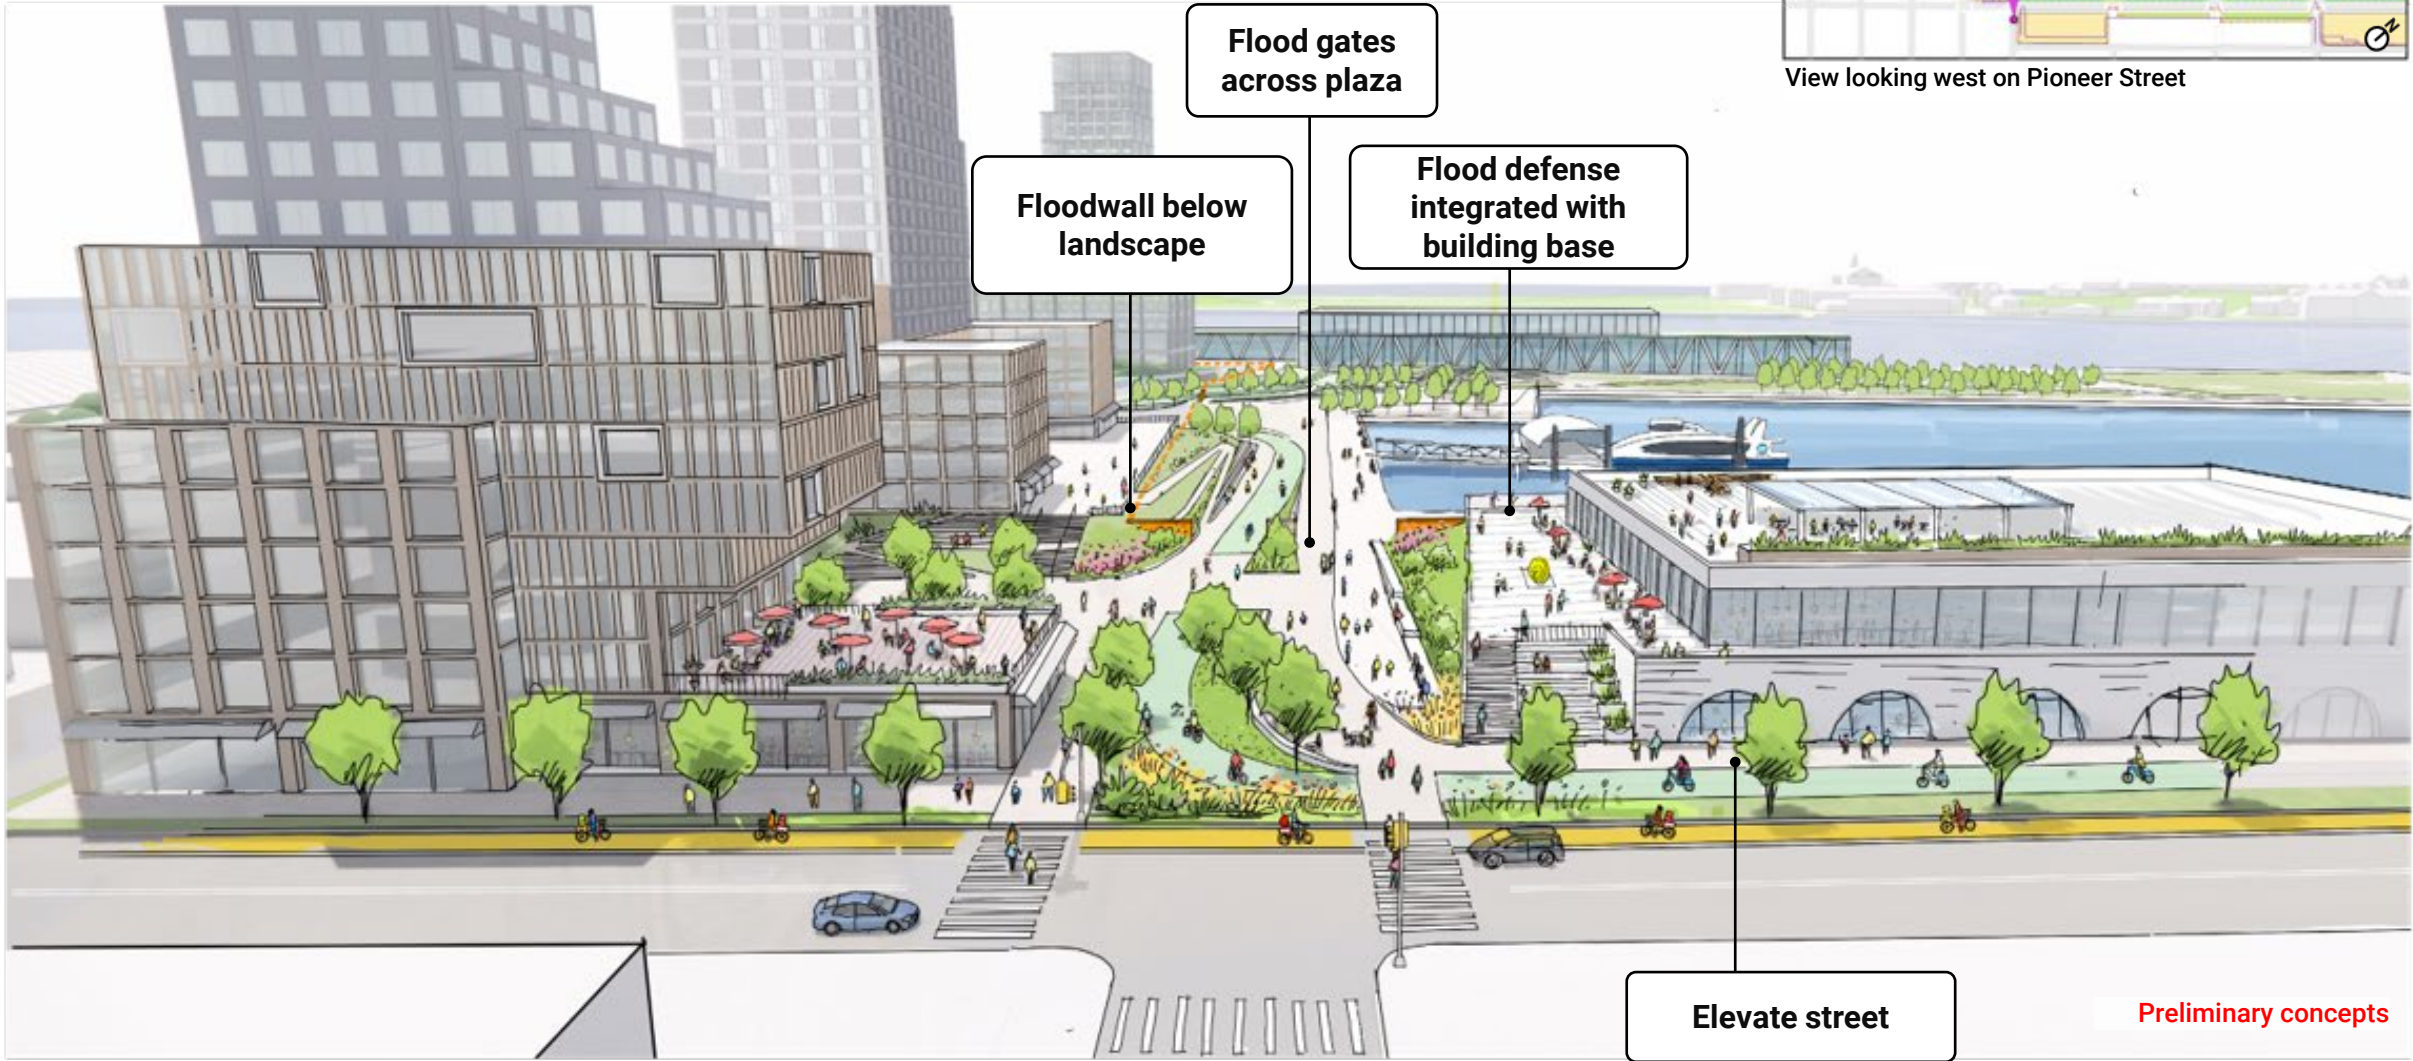 Flood gates
across plaza
N
View looking west on Pioneer Street
Floodwall below
landscape
Flood defense
integrated with
building base
Elevate street
Preliminary concepts